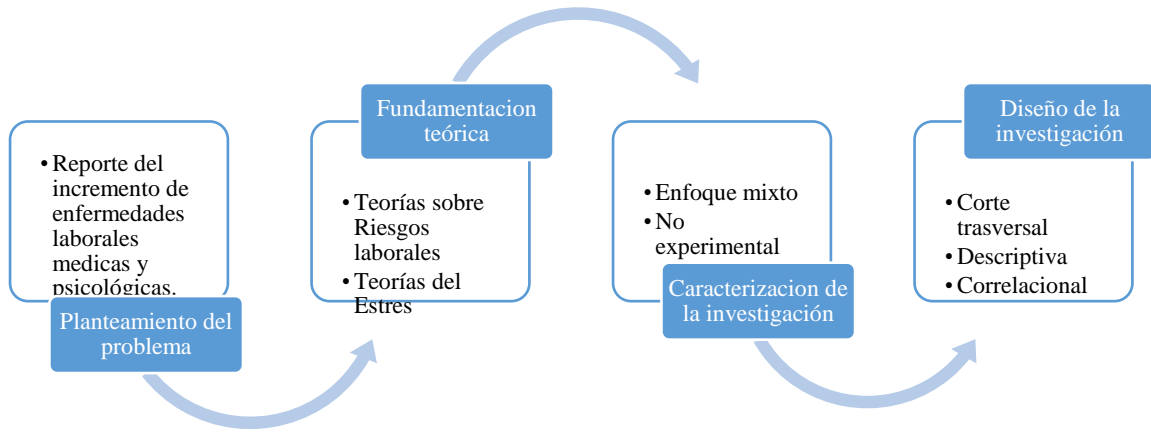 • Reporte del
incremento de
enfermedades
laborales
medicas y
psicológicas.
Planteamiento del
problema
Fundamentacion
teórica
• Teorías sobre
Riesgos
laborales
• Teorías del
Estres
• Enfoque mixto
• No
experimental
Caracterizacion de
la investigación
Diseño de la
investigación
• Corte
trasversal
• Descriptiva
• Correlacional